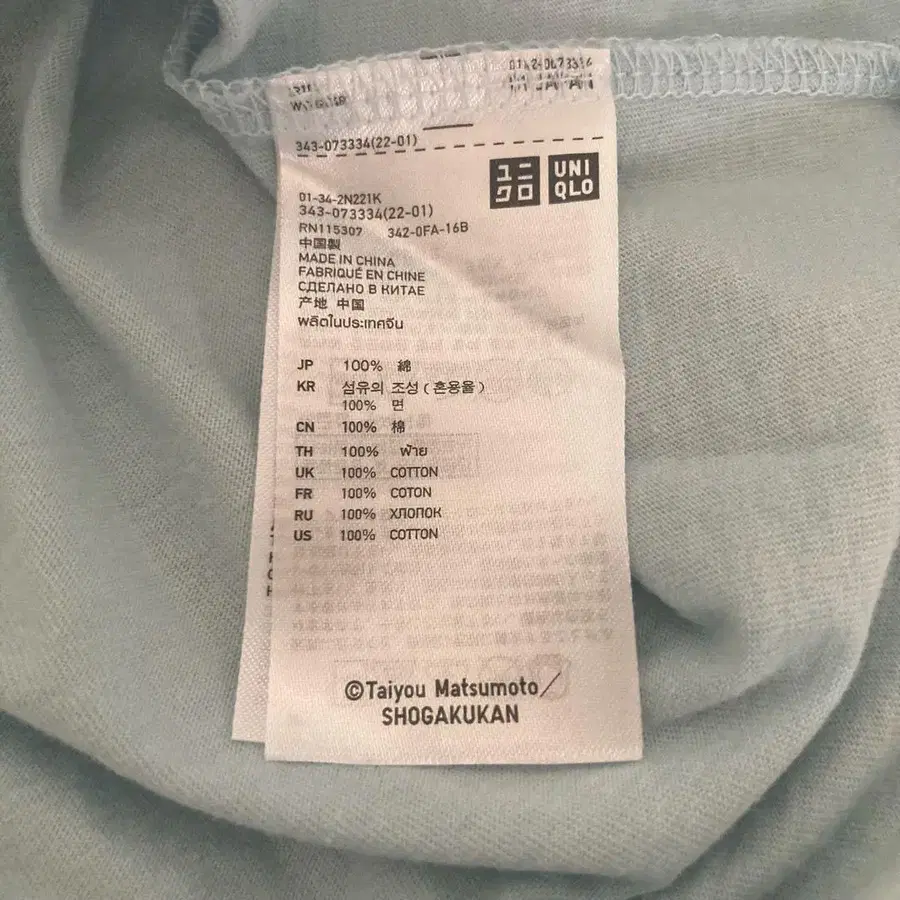 343-073334(22-01)
ユニクロ
UNI
QLO
01-34-2N221K
343-073334(22-01)
RN115307 342-0FA-16B
中国製
MADE IN CHINA
FABRIQUÉ EN CHINE
СДЕЛАНО В КИТАЕ
产地 中国
ผลิตในประเทศจีน
JP 100% 綿
KR 섬유의 조성 ( 혼용율 )
100% 면
CN 100% 棉
TH 100% ฝ้าย
UK 100% COTTON
FR 100% COTON
RU 100% ХЛОПОК
US 100% COTTON
©Taiyou Matsumoto/
SHOGAKUKAN